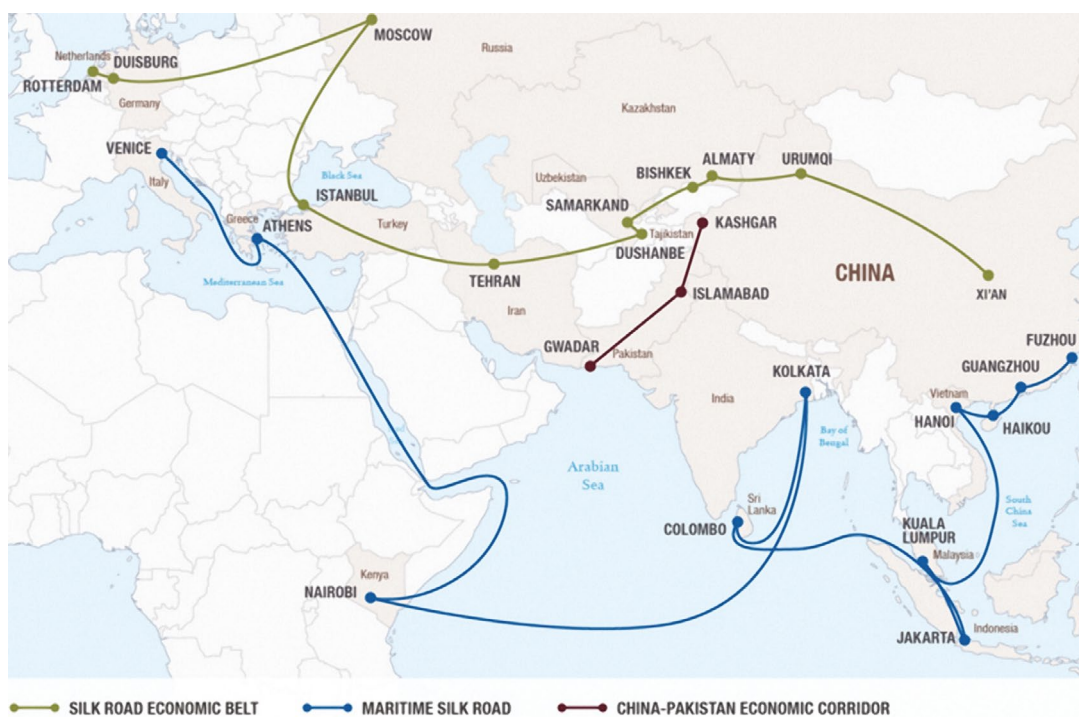 MOSCOW
Russia
Netherlands
DUISBURG
ROTTERDAM
Germany
Kazakhstan
VENICE
Italy
Black Sea
ISTANBUL
Uzbekistan
BISHKEK
ALMATY
URUMQI
SAMARKAND
Greece
ATHENS
Turkey
Tajikistan
KASHGAR
DUSHANBE
Mediterranean Sea
TEHRAN
CHINA
ISLAMABAD
XI'AN
Iran
GWADAR
Pakistan
FUZHOU
GUANGZHOU
KOLKATA
India
Vietnam
HANOI
HAIKOU
Bay of
Bengal
Arabian
Sea
Sri
Lanka
COLOMBO
South
China
Sea
KUALA
LUMPUR
Malaysia
Kenya
NAIROBI
JAKARTA
Indonesia
SILK ROAD ECONOMIC BELT
MARITIME SILK ROAD
CHINA-PAKISTAN ECONOMIC CORRIDOR